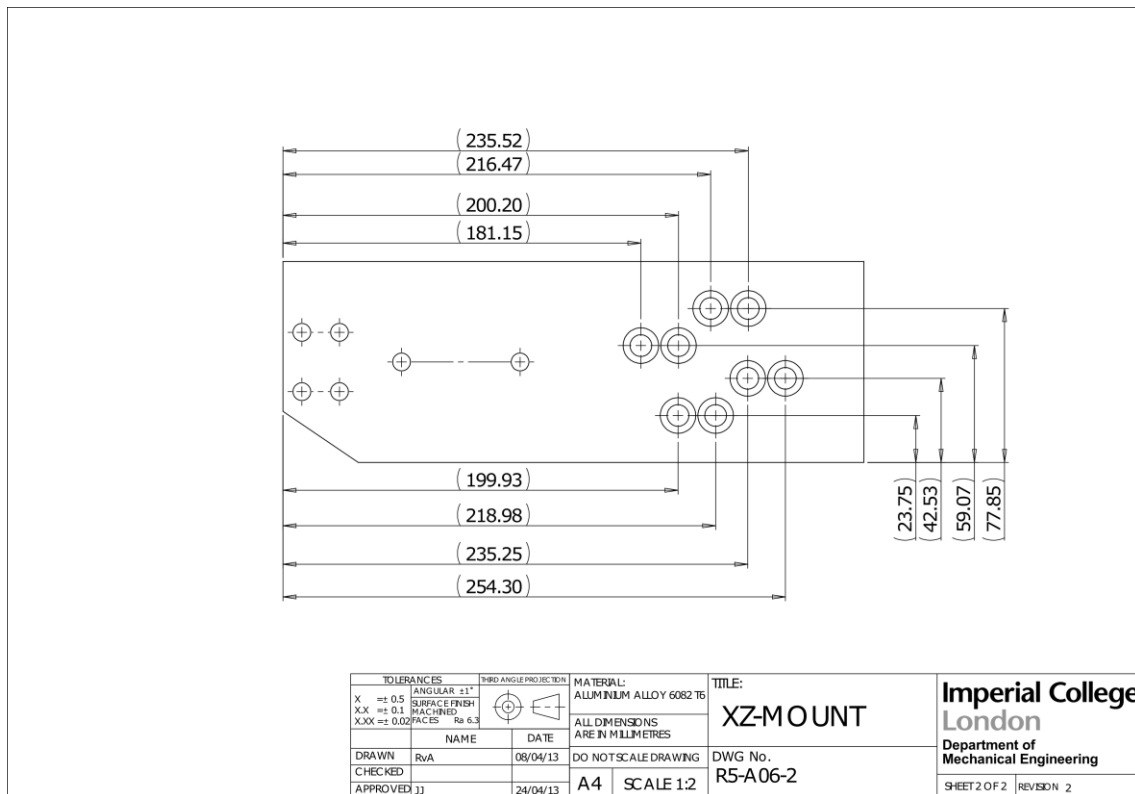 (235.52)
(216.47)
(200.20)
(181.15)
(199.93)
(218.98)
(235.25)
(254.30)
(23.75)
(42.53)
(59.07)
(77.85)
TOLERANCES
X =± 0.5
X.X =± 0.1
X.XX =± 0.02
ANGULAR ±1°
SURFACE FINISH
MACHINED
FACES Ra 6.3
THIRD ANGLE PROJECTION
NAME DATE
DRAWN RvA 08/04/13
CHECKED
APPROVED JJ 24/04/13
MATERIAL:
ALUMINIUM ALLOY 6082 T6
ALL DIMENSIONS
ARE IN MILLIMETRES
DO NOT SCALE DRAWING
A4 SCALE 1:2
TITLE:
XZ-MOUNT
DWG No.
R5-A06-2
Imperial College
London
Department of
Mechanical Engineering
SHEET 2 OF 2 REVISION 2